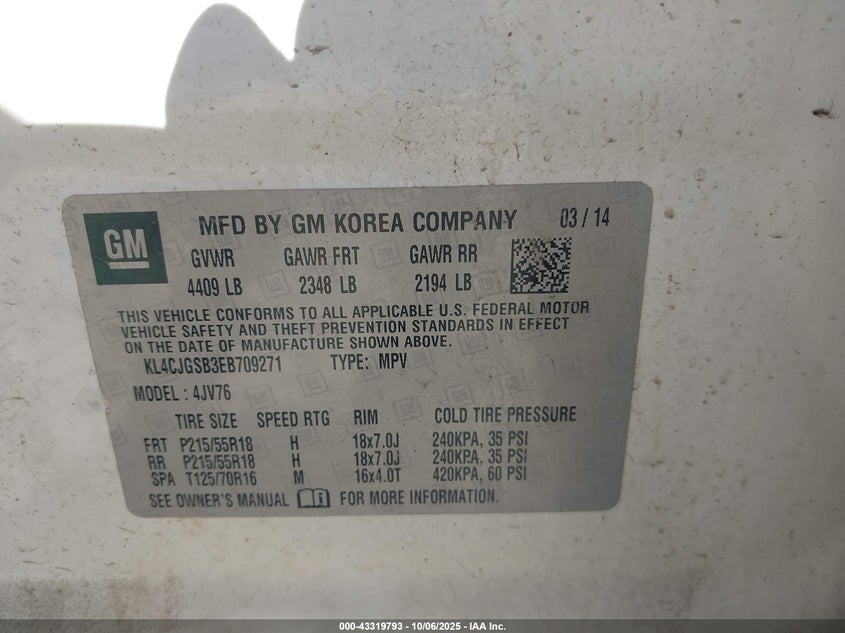 GM
MFD BY GM KOREA COMPANY 03 / 14
GVWR GAWR FRT GAWR RR
4409 LB 2348 LB 2194 LB
THIS VEHICLE CONFORMS TO ALL APPLICABLE U.S. FEDERAL MOTOR
VEHICLE SAFETY AND THEFT PREVENTION STANDARDS IN EFFECT
ON THE DATE OF MANUFACTURE SHOWN ABOVE.
KL4CJGSB3EB709271 TYPE: MPV
MODEL : 4JV76
TIRE SIZE SPEED RTG RIM COLD TIRE PRESSURE
FRT P215/55R18 H 18x7.0J 240KPA, 35 PSI
RR P215/55R18 H 18x7.0J 240KPA, 35 PSI
SPA T125/70R16 M 16x4.0T 420KPA, 60 PSI
SEE OWNER'S MANUAL FOR MORE INFORMATION.
000-43319793 - 10/06/2025 - IAA Inc.